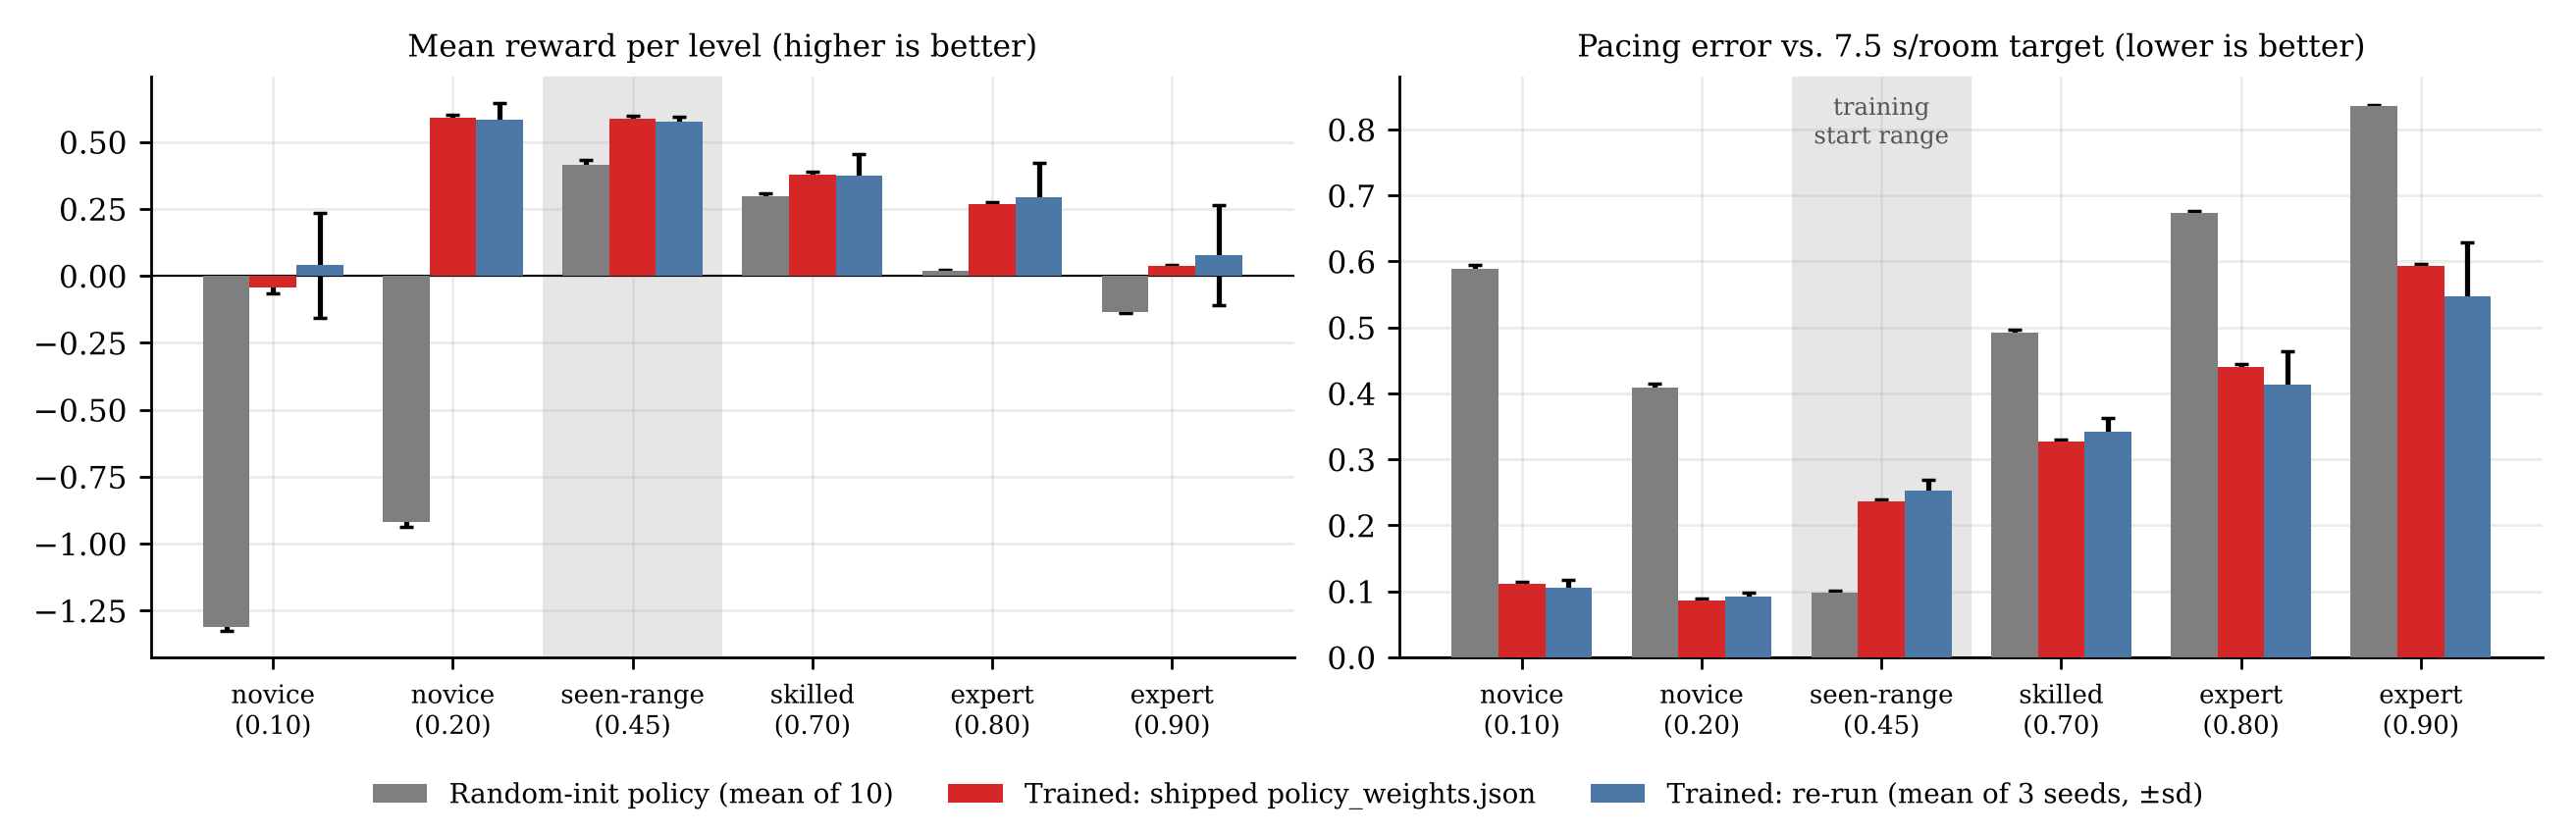 Mean reward per level (higher is better)
0.50
0.25
0.00
−0.25
−0.50
−0.75
−1.00
−1.25
novice
(0.10)
novice
(0.20)
seen-range
(0.45)
skilled
(0.70)
expert
(0.80)
expert
(0.90)
Pacing error vs. 7.5 s/room target (lower is better)
training
start range
0.8
0.7
0.6
0.5
0.4
0.3
0.2
0.1
0.0
novice
(0.10)
novice
(0.20)
seen-range
(0.45)
skilled
(0.70)
expert
(0.80)
expert
(0.90)
Random-init policy (mean of 10)
Trained: shipped policy_weights.json
Trained: re-run (mean of 3 seeds, ±sd)